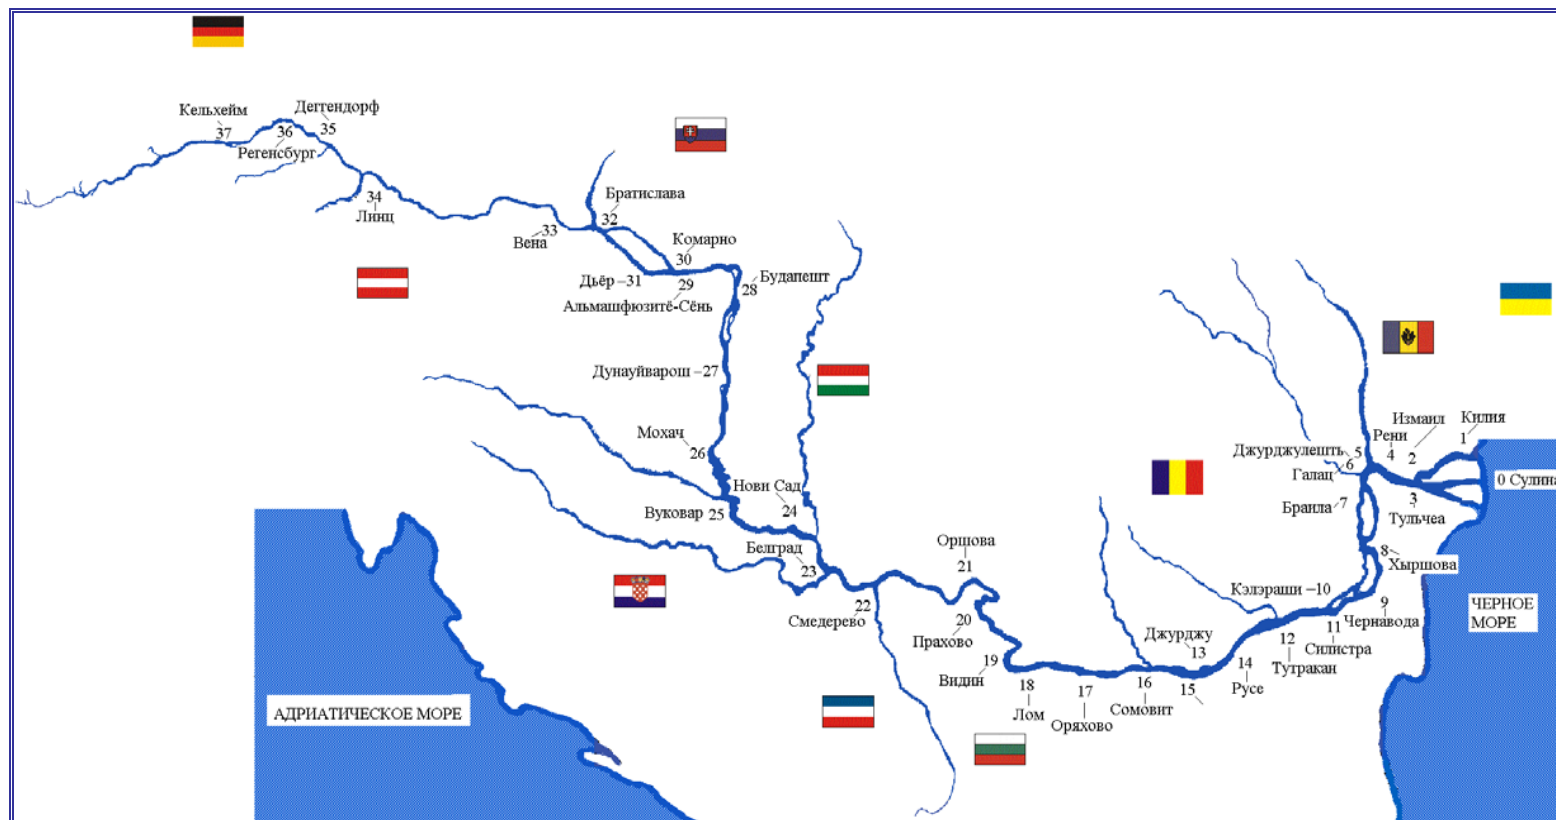 Кельхейм
37
36
Регенсбург
Деггендорф
35
34
Линц
Вена
33
Братислава
32
Комарно
30
Дьёр –31
29
Альмашфюзитё-Сёнь
28
Будапешт
Дунауйварош –27
Мохач
26
Нови Сад
24
Вуковар
25
Белград
23
Смедерево
22
Оршова
21
20
Прахово
19
Видин
18
Лом
17
Оряхово
16
Сомовит
15
Джурджу
13
14
Русе
12
Тутракан
11
Силистра
Кэлэраши –10
9
Чернавода
8
Хыршова
Браила
7
Галац
6
Джурджулешть
5
Рени
4
Измаил
2
Килия
1
3
Тульчеа
0 Сулина
ЧЕРНОЕ
МОРЕ
АДРИАТИЧЕСКОЕ МОРЕ